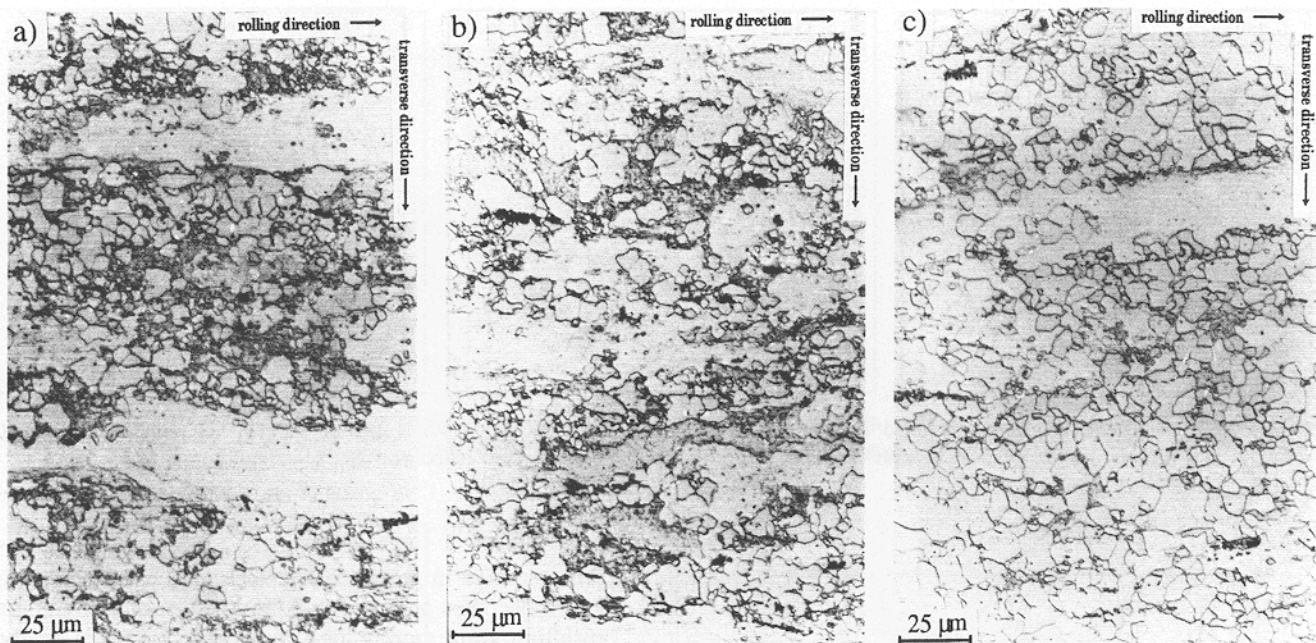 a)
rolling direction
transverse direction
25 µm
b)
rolling direction
transverse direction
25 µm
c)
rolling direction
transverse direction
25 µm